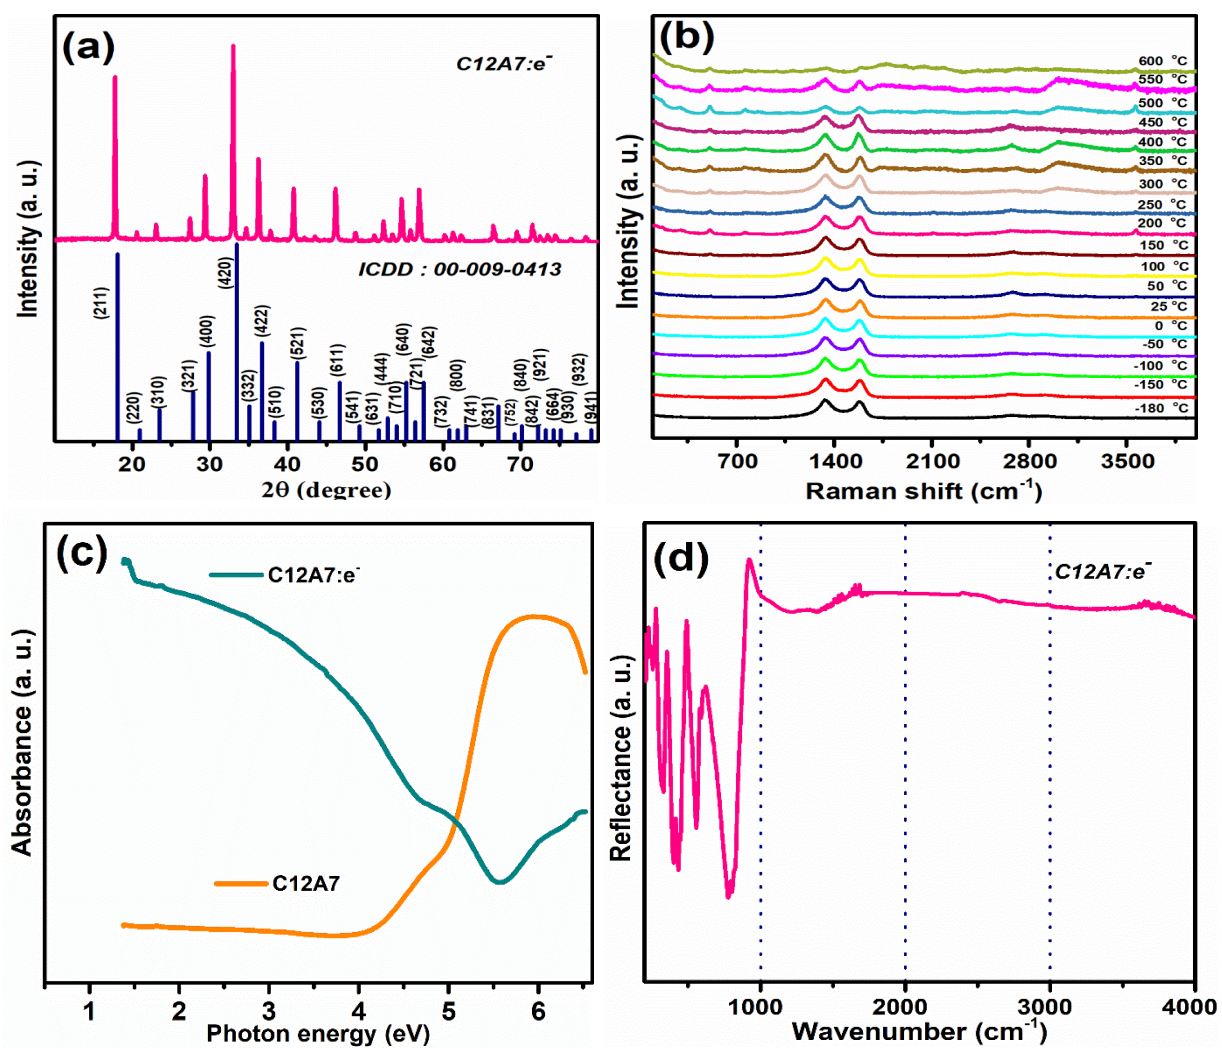 (a)
C12A7:e-
ICDD : 00-009-0413
(211)
(220)
(310)
(321)
(400)
(420)
(332)
(422)
(510)
(521)
(530)
(611)
(541)
(631)
(444)
(710)
(640)
(721)
(642)
(732)
(800)
(741)
(831)
(752)
(840)
(842)
(921)
(664)
(930)
(932)
(941)
Intensity (a. u.)
20 30 40 50 60 70
2θ (degree)
(b)
600 °C
550 °C
500 °C
450 °C
400 °C
350 °C
300 °C
250 °C
200 °C
150 °C
100 °C
50 °C
25 °C
0 °C
-50 °C
-100 °C
-150 °C
-180 °C
Intensity (a. u.)
700 1400 2100 2800 3500
Raman shift (cm-1)
(c)
C12A7:e-
C12A7
Absorbance (a. u.)
1 2 3 4 5 6
Photon energy (eV)
(d)
C12A7:e-
Reflectance (a. u.)
1000 2000 3000 4000
Wavenumber (cm-1)